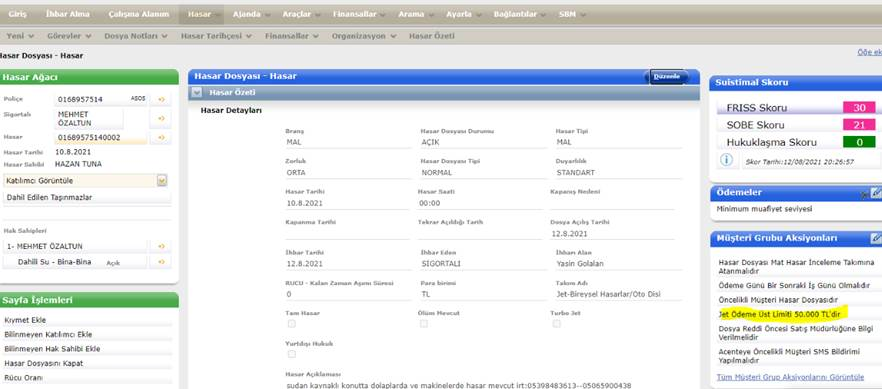 Giriş İhbar Alma Çalışma Alanım Hasar Ajanda Araçlar Finansallar Arama Ayarla Bağlantılar SBM
Yeni Görevler Dosya Notları Hasar Tarihçesi Finansallar Organizasyon Hasar Özeti
Hasar Dosyası - Hasar
Öğe ek
Hasar Ağacı
Poliçe 0168957514 ASOS
Sigortalı MEHMET
ÖZALTUN
Hasar 01689575140002
Hasar Tarihi 10.8.2021
Hasar Sahibi HAZAN TUNA
Katılımcı Görüntüle
Dahil Edilen Taşınmazlar
Hak Sahipleri
1- MEHMET ÖZALTUN
Dahili Su - Bina-Bina Açık
Sayfa İşlemleri
Kıymet Ekle
Bilinmeyen Katılımcı Ekle
Bilinmeyen Hak Sahibi Ekle
Hasar Dosyasını Kapat
Rücu Oranı
Hasar Dosyası - Hasar Düzenle
Hasar Özeti
Hasar Detayları
Branş Hasar Dosyası Durumu Hasar Tipi
MAL AÇIK MAL
Zorluk Hasar Dosyası Tipi Duyarlılık
ORTA NORMAL STANDART
Hasar Tarihi Hasar Saati Kapanış Nedeni
10.8.2021 00:00
Kapanma Tarihi Tekrar Açıldığı Tarih Dosya Açılış Tarihi
12.8.2021
İhbar Tarihi İhbar Eden İhbarı Alan
12.8.2021 SİGORTALI Yasin Golalan
RUCU - Kalan Zaman Aşımı Süresi Para birimi Takım Adı
0 TL Jet-Bireysel Hasarlar/Oto Disi
Tam Hasar Ölüm Mevcut Turbo Jet
Yurtdışı Hukuk
Hasar Açıklaması
sudan kaynaklı konutta dolaplarda ve makinelerde hasar mevcut irt:05398483613--05065900438
Suistimal Skoru
FRISS Skoru 30
SOBE Skoru 21
Hukuklaşma Skoru 0
Skor Tarihi:12/08/2021 20:26:57
Ödemeler
Minimum muafiyet seviyesi
Müşteri Grubu Aksiyonları
Hasar Dosyası Mat Hasar İnceleme Takımına
Atanmalıdır
Ödeme Günü Bir Sonraki İş Günü Olmalıdır
Öncelikli Müşteri Hasar Dosyasıdır
Jet Ödeme Üst Limiti 50.000 TL'dir
Dosya Reddi Öncesi Satış Müdürlüğüne Bilgi
Verilmelidir
Acenteye Öncelikli Müşteri SMS Bildirimi
Yapılmalıdır
Tüm Müşteri Grup Aksiyonlarını Görüntüle